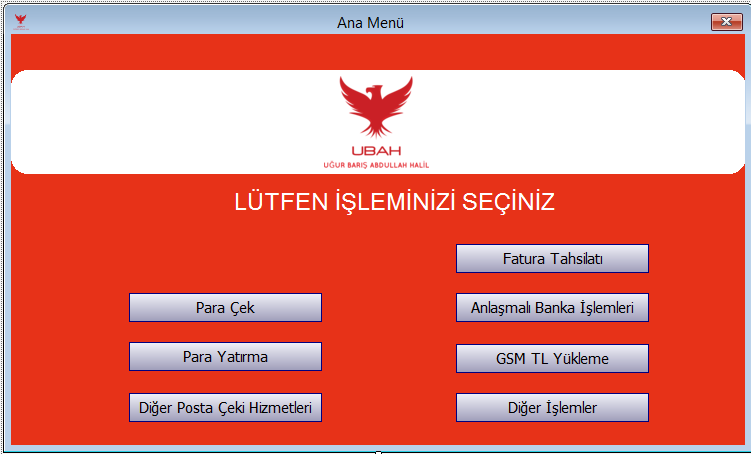 Ana Menü
UBAH
UĞUR BARIŞ ABDULLAH HALİL
LÜTFEN İŞLEMİNİZİ SEÇİNİZ
Fatura Tahsilatı
Para Çek
Anlaşmalı Banka İşlemleri
Para Yatırma
GSM TL Yükleme
Diğer Posta Çeki Hizmetleri
Diğer İşlemler